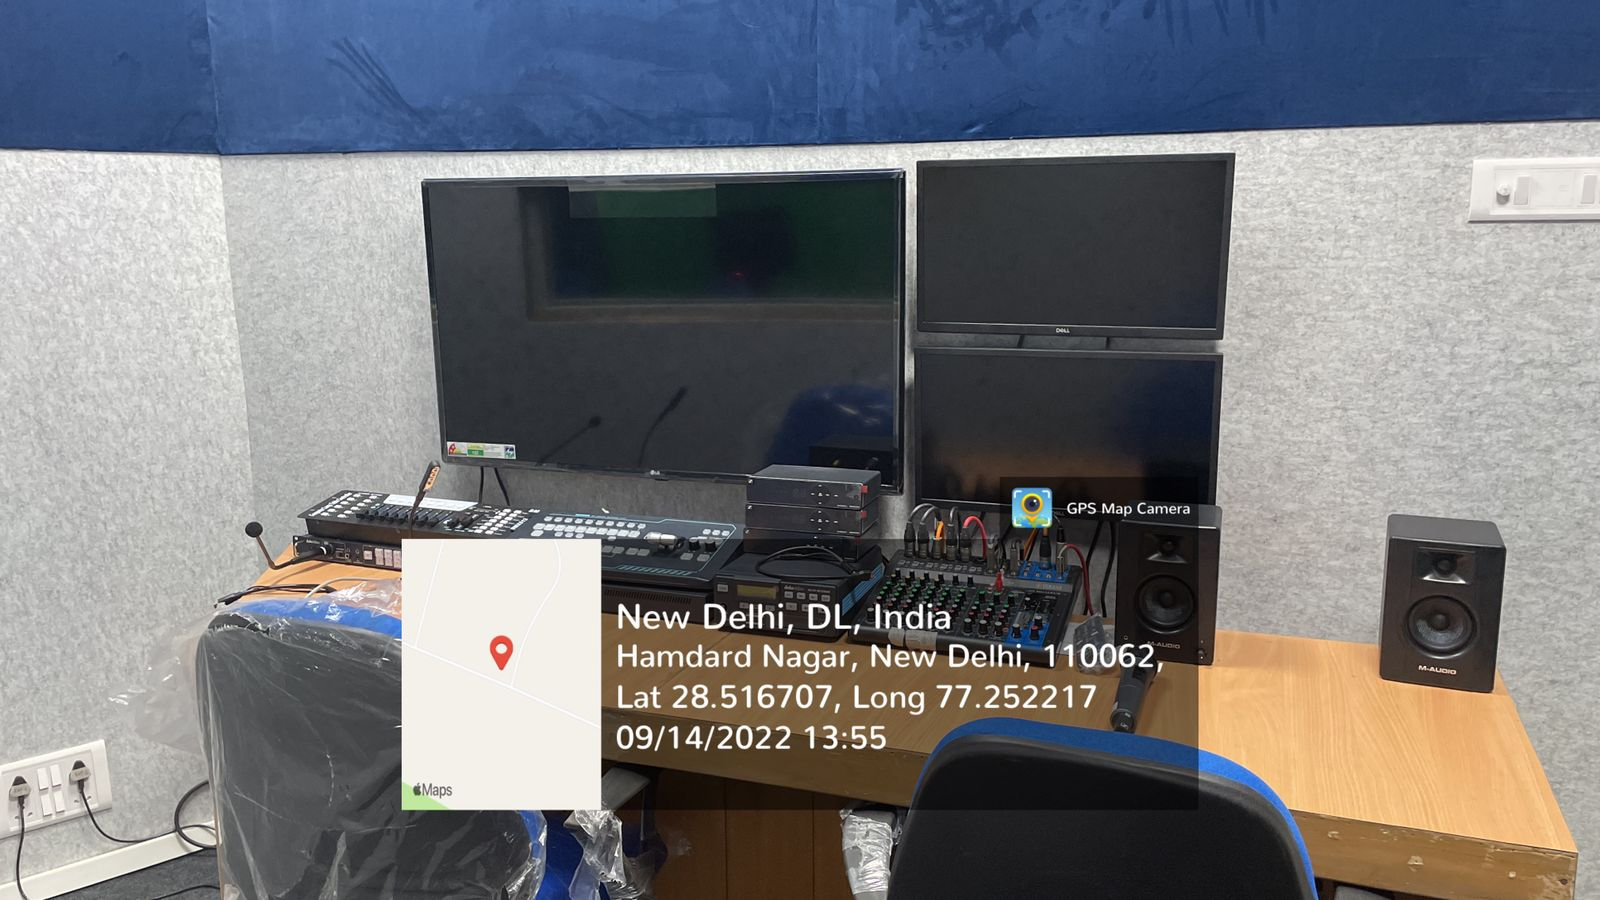 DELL
LG
GPS Map Camera
YAMAHA
M-AUDIO
M-AUDIO
New Delhi, DL, India
Hamdard Nagar, New Delhi, 110062,
Lat 28.516707, Long 77.252217
09/14/2022 13:55
Maps